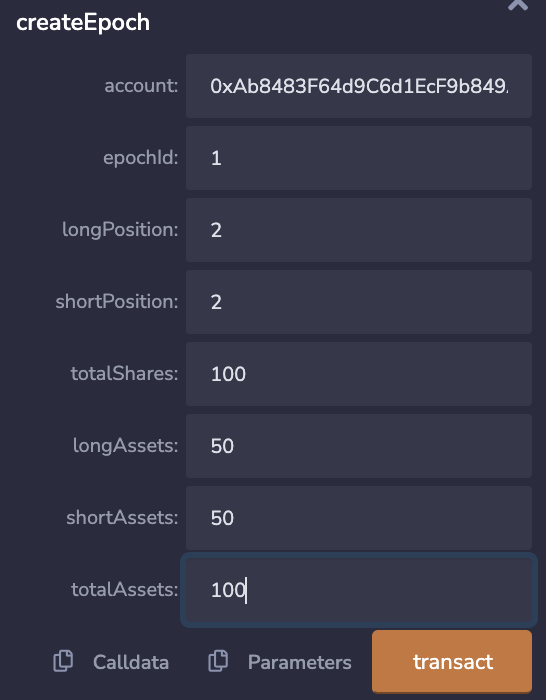 createEpoch
account: 0xAb8483F64d9C6d1EcF9b849.
epochId: 1
longPosition: 2
shortPosition: 2
totalShares: 100
longAssets: 50
shortAssets: 50
totalAssets: 100
Calldata Parameters transact